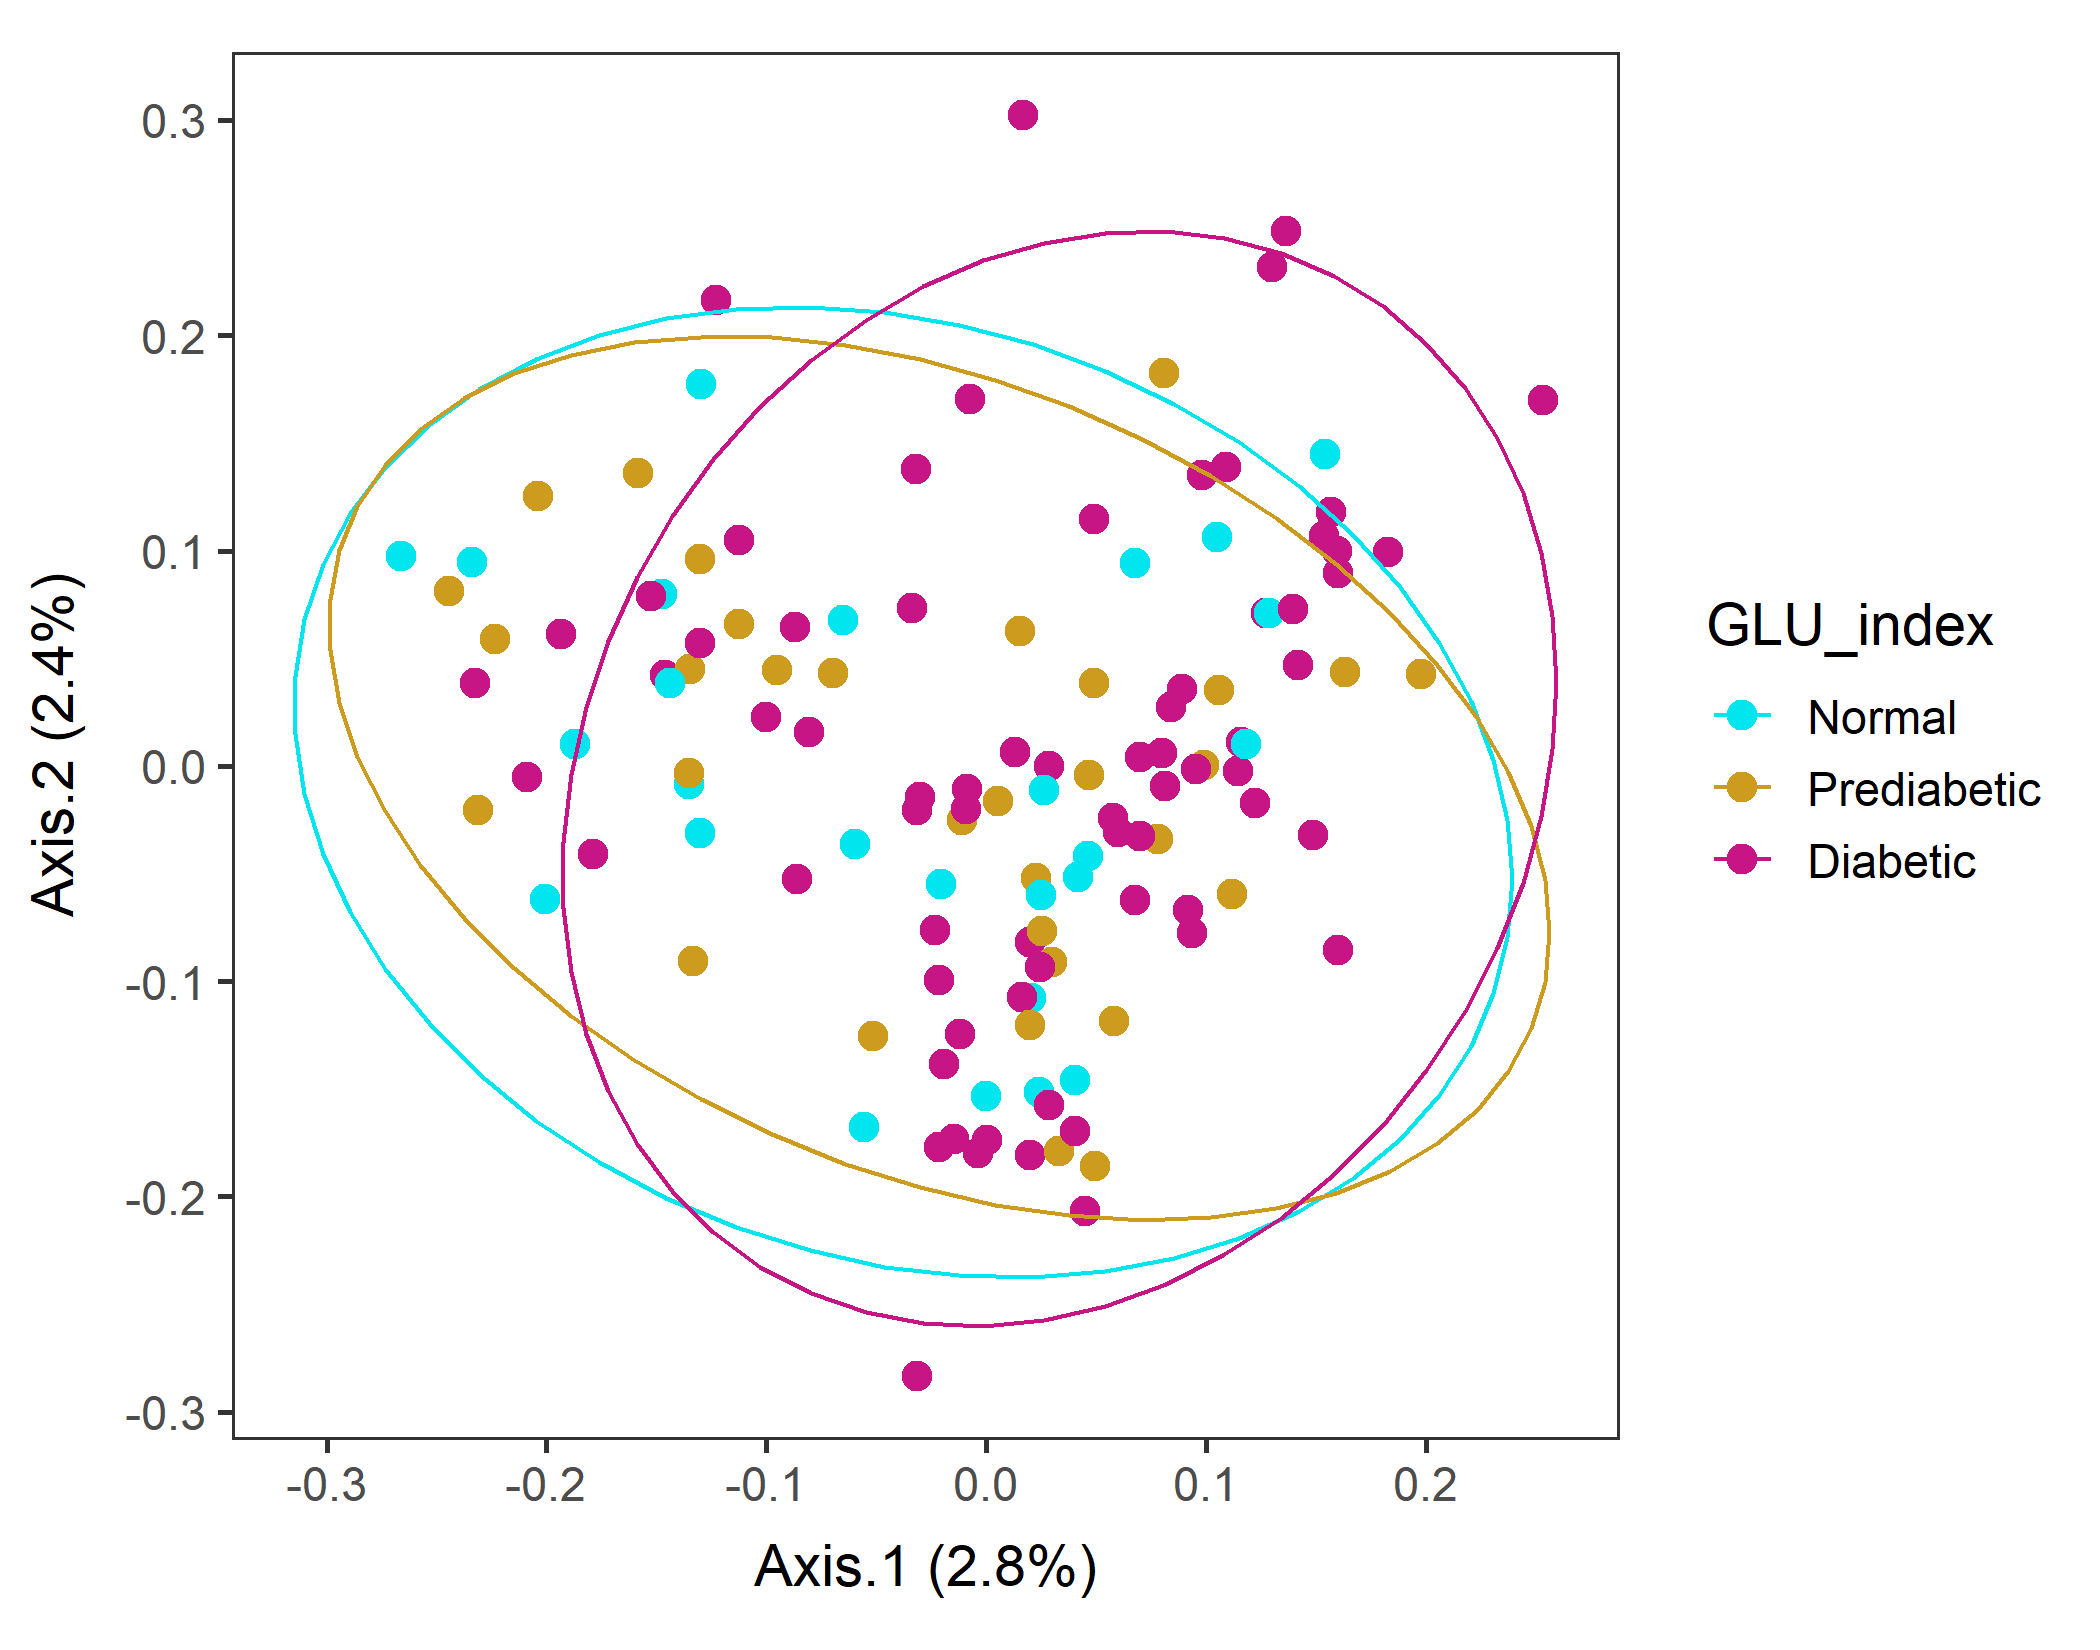 0.3
0.2
0.1
0.0
-0.1
-0.2
-0.3
Axis.2 (2.4%)
-0.3 -0.2 -0.1 0.0 0.1 0.2
Axis.1 (2.8%)
GLU_index
Normal
Prediabetic
Diabetic